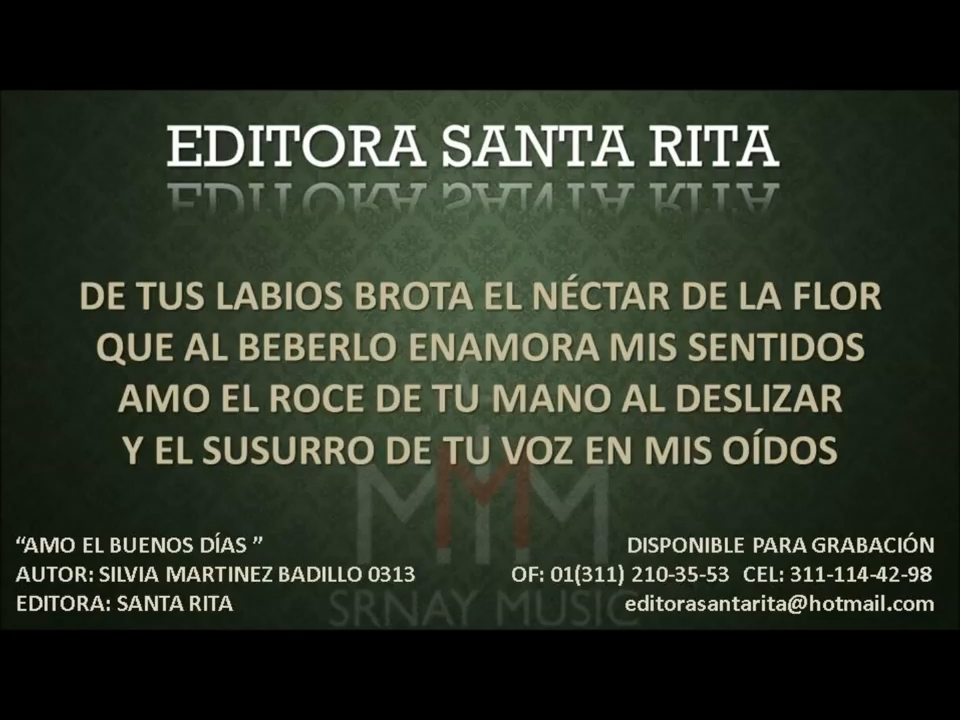 EDITORA SANTA RITA
DE TUS LABIOS BROTA EL NÉCTAR DE LA FLOR
QUE AL BEBERLO ENAMORA MIS SENTIDOS
AMO EL ROCE DE TU MANO AL DESLIZAR
Y EL SUSURRO DE TU VOZ EN MIS OÍDOS
MMM
SRNAY MUSIC
“AMO EL BUENOS DÍAS ”
AUTOR: SILVIA MARTINEZ BADILLO 0313
EDITORA: SANTA RITA
DISPONIBLE PARA GRABACIÓN
OF: 01(311) 210-35-53 CEL: 311-114-42-98
editorasantarita@hotmail.com